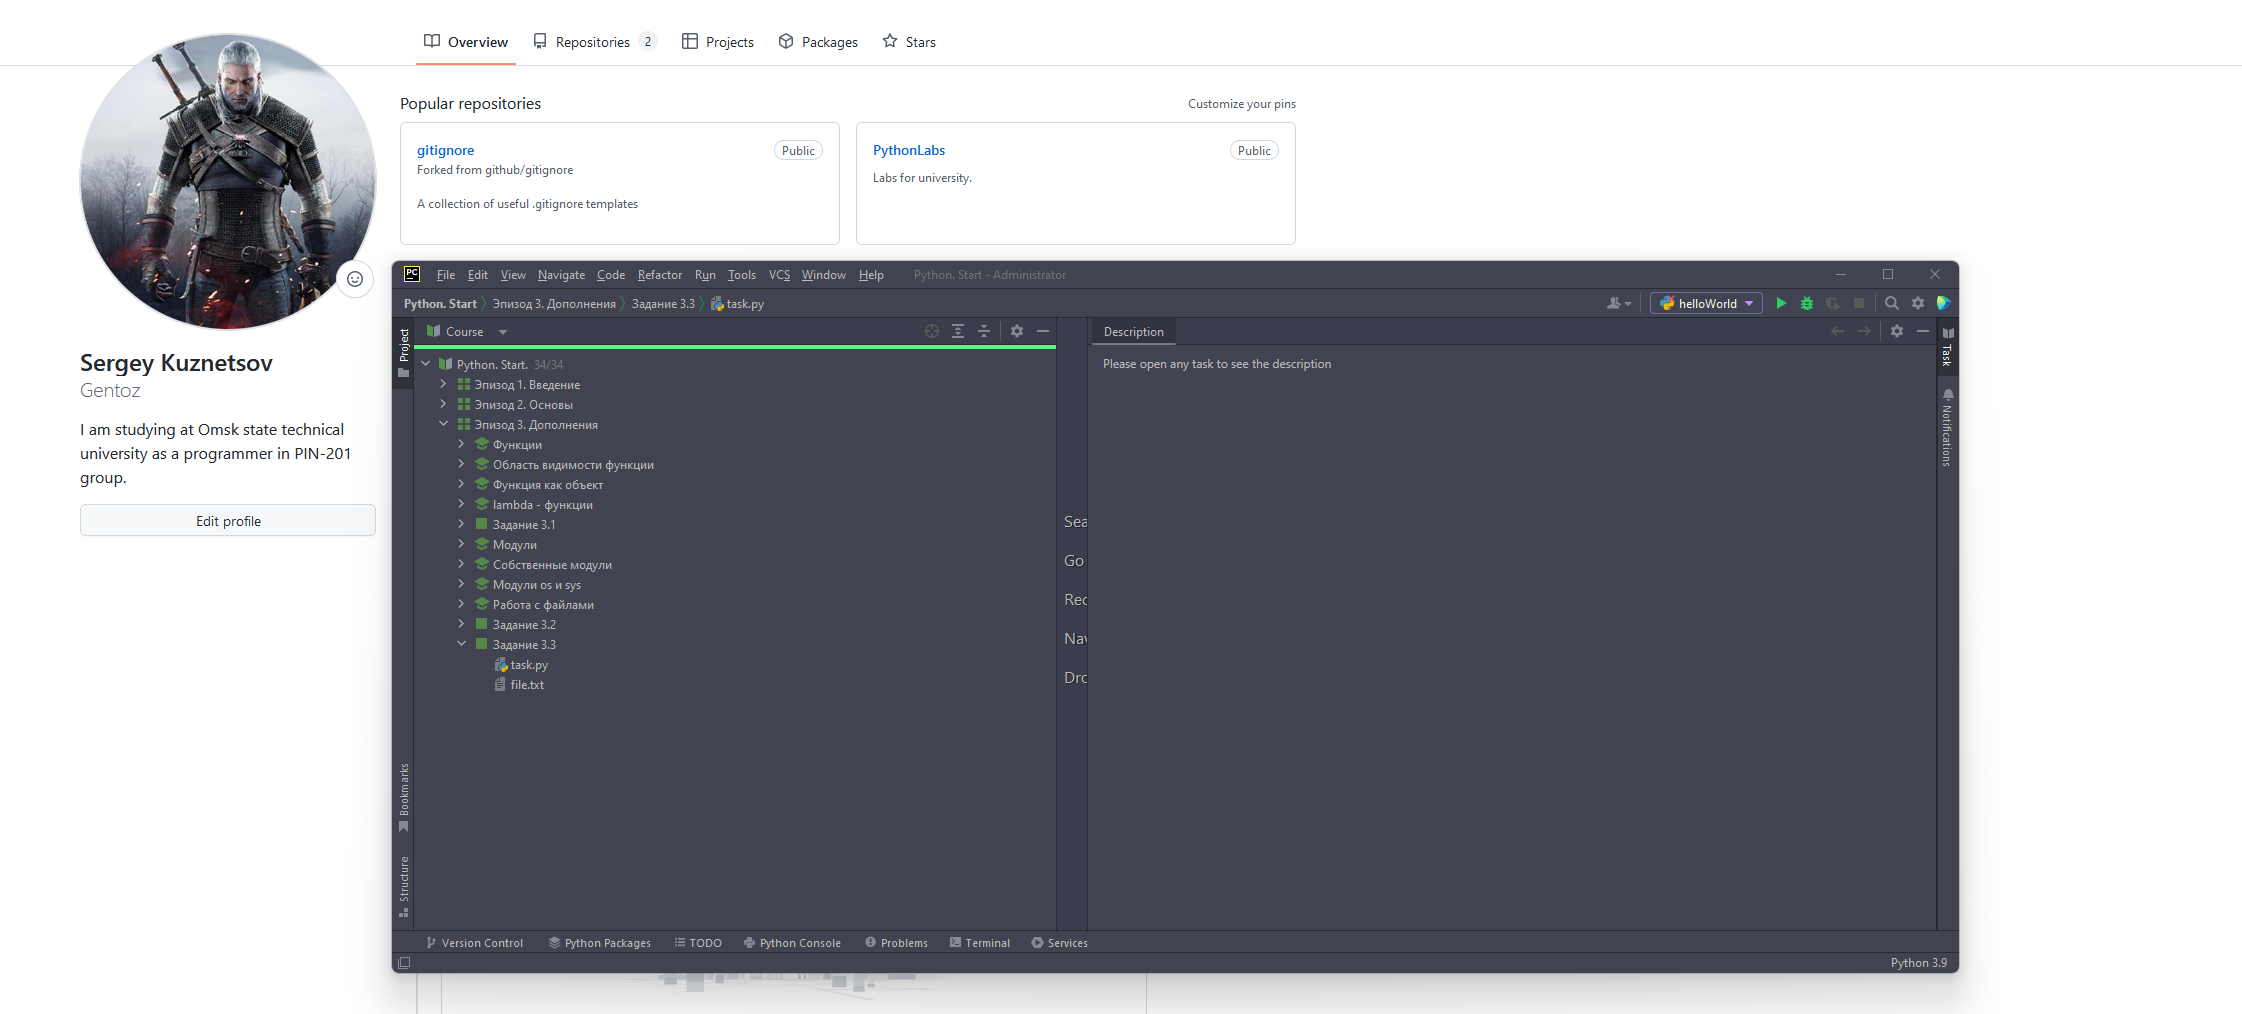 Overview Repositories 2 Projects Packages Stars
Popular repositories Customize your pins
gitignore Public
Forked from github/gitignore
A collection of useful .gitignore templates
PythonLabs Public
Labs for university.
Sergey Kuznetsov
Gentoz
I am studying at Omsk state technical
university as a programmer in PIN-201
group.
Edit profile
PC File Edit View Navigate Code Refactor Run Tools VCS Window Help Python. Start - Administrator
Python. Start Эпизод 3. Дополнения Задание 3.3 task.py helloWorld
Project
Course
Python. Start. 34/34
Эпизод 1. Введение
Эпизод 2. Основы
Эпизод 3. Дополнения
Функции
Область видимости функции
Функция как объект
lambda - функции
Задание 3.1
Модули
Собственные модули
Модули os и sys
Работа с файлами
Задание 3.2
Задание 3.3
task.py
file.txt
Bookmarks
Structure
Sea
Go
Rec
Nav
Dro
Description
Please open any task to see the description
Task
Notifications
Version Control Python Packages TODO Python Console Problems Terminal Services
Python 3.9